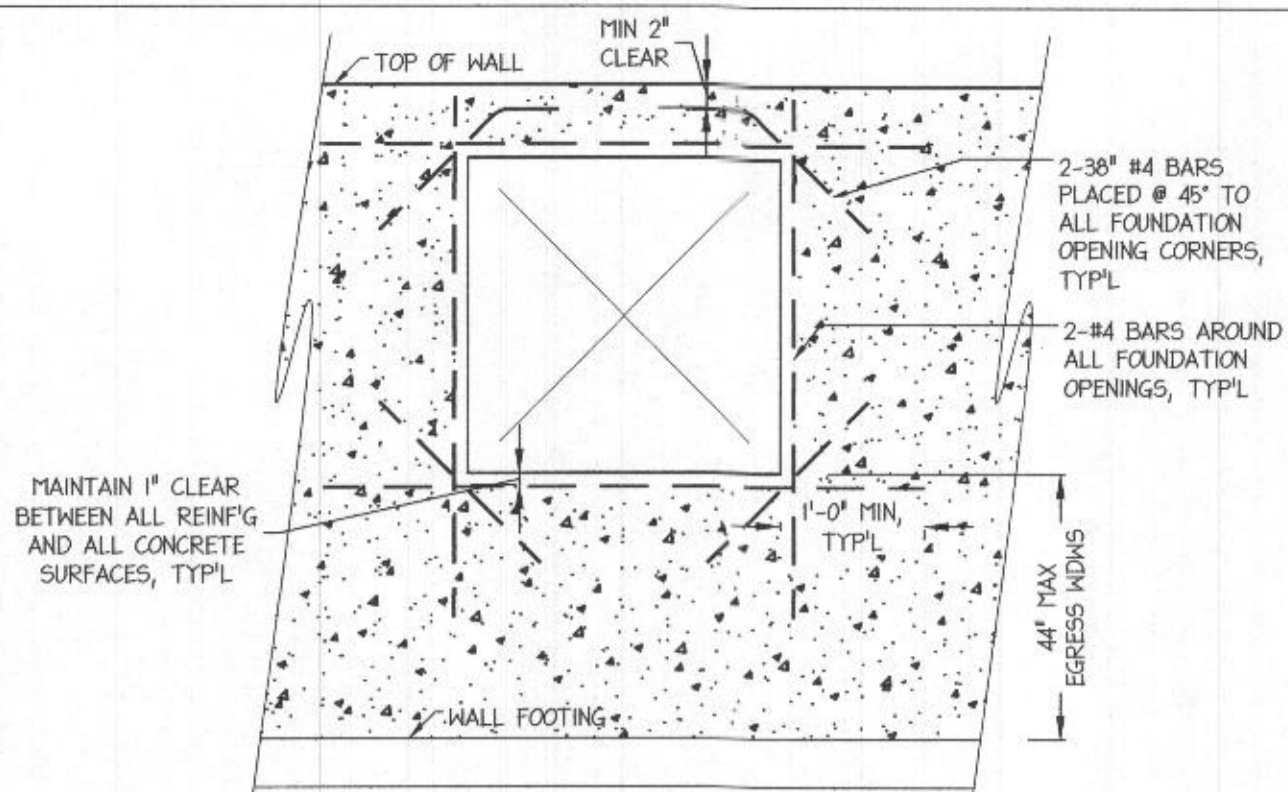 MIN 2"
CLEAR
TOP OF WALL
2-38" #4 BARS
PLACED @ 45° TO
ALL FOUNDATION
OPENING CORNERS,
TYP'L
2-#4 BARS AROUND
ALL FOUNDATION
OPENINGS, TYP'L
MAINTAIN 1" CLEAR
BETWEEN ALL REINF'G
AND ALL CONCRETE
SURFACES, TYP'L
1'-0" MIN,
TYP'L
44" MAX
EGRESS WDWS
WALL FOOTING